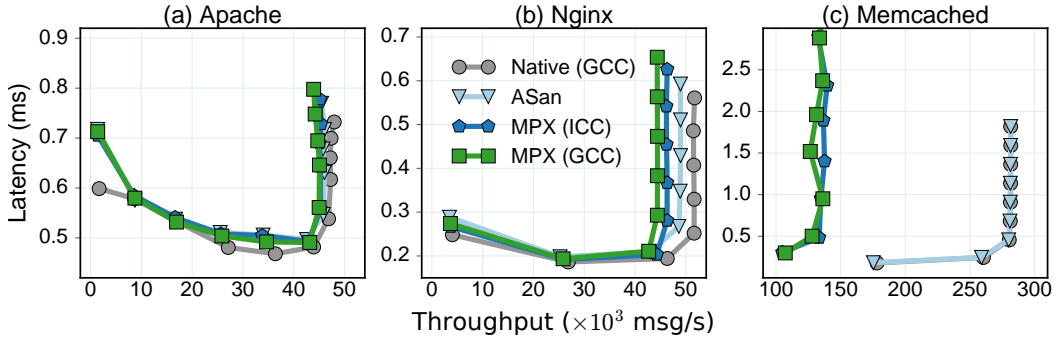 (a) Apache
(b) Nginx
(c) Memcached
Latency (ms)
0.9
0.8
0.7
0.6
0.5
0 10 20 30 40 50
0.7
0.6
0.5
0.4
0.3
0.2
Native (GCC)
ASan
MPX (ICC)
MPX (GCC)
0 10 20 30 40 50
2.5
2.0
1.5
1.0
0.5
100 150 200 250 300
Throughput (×10³ msg/s)